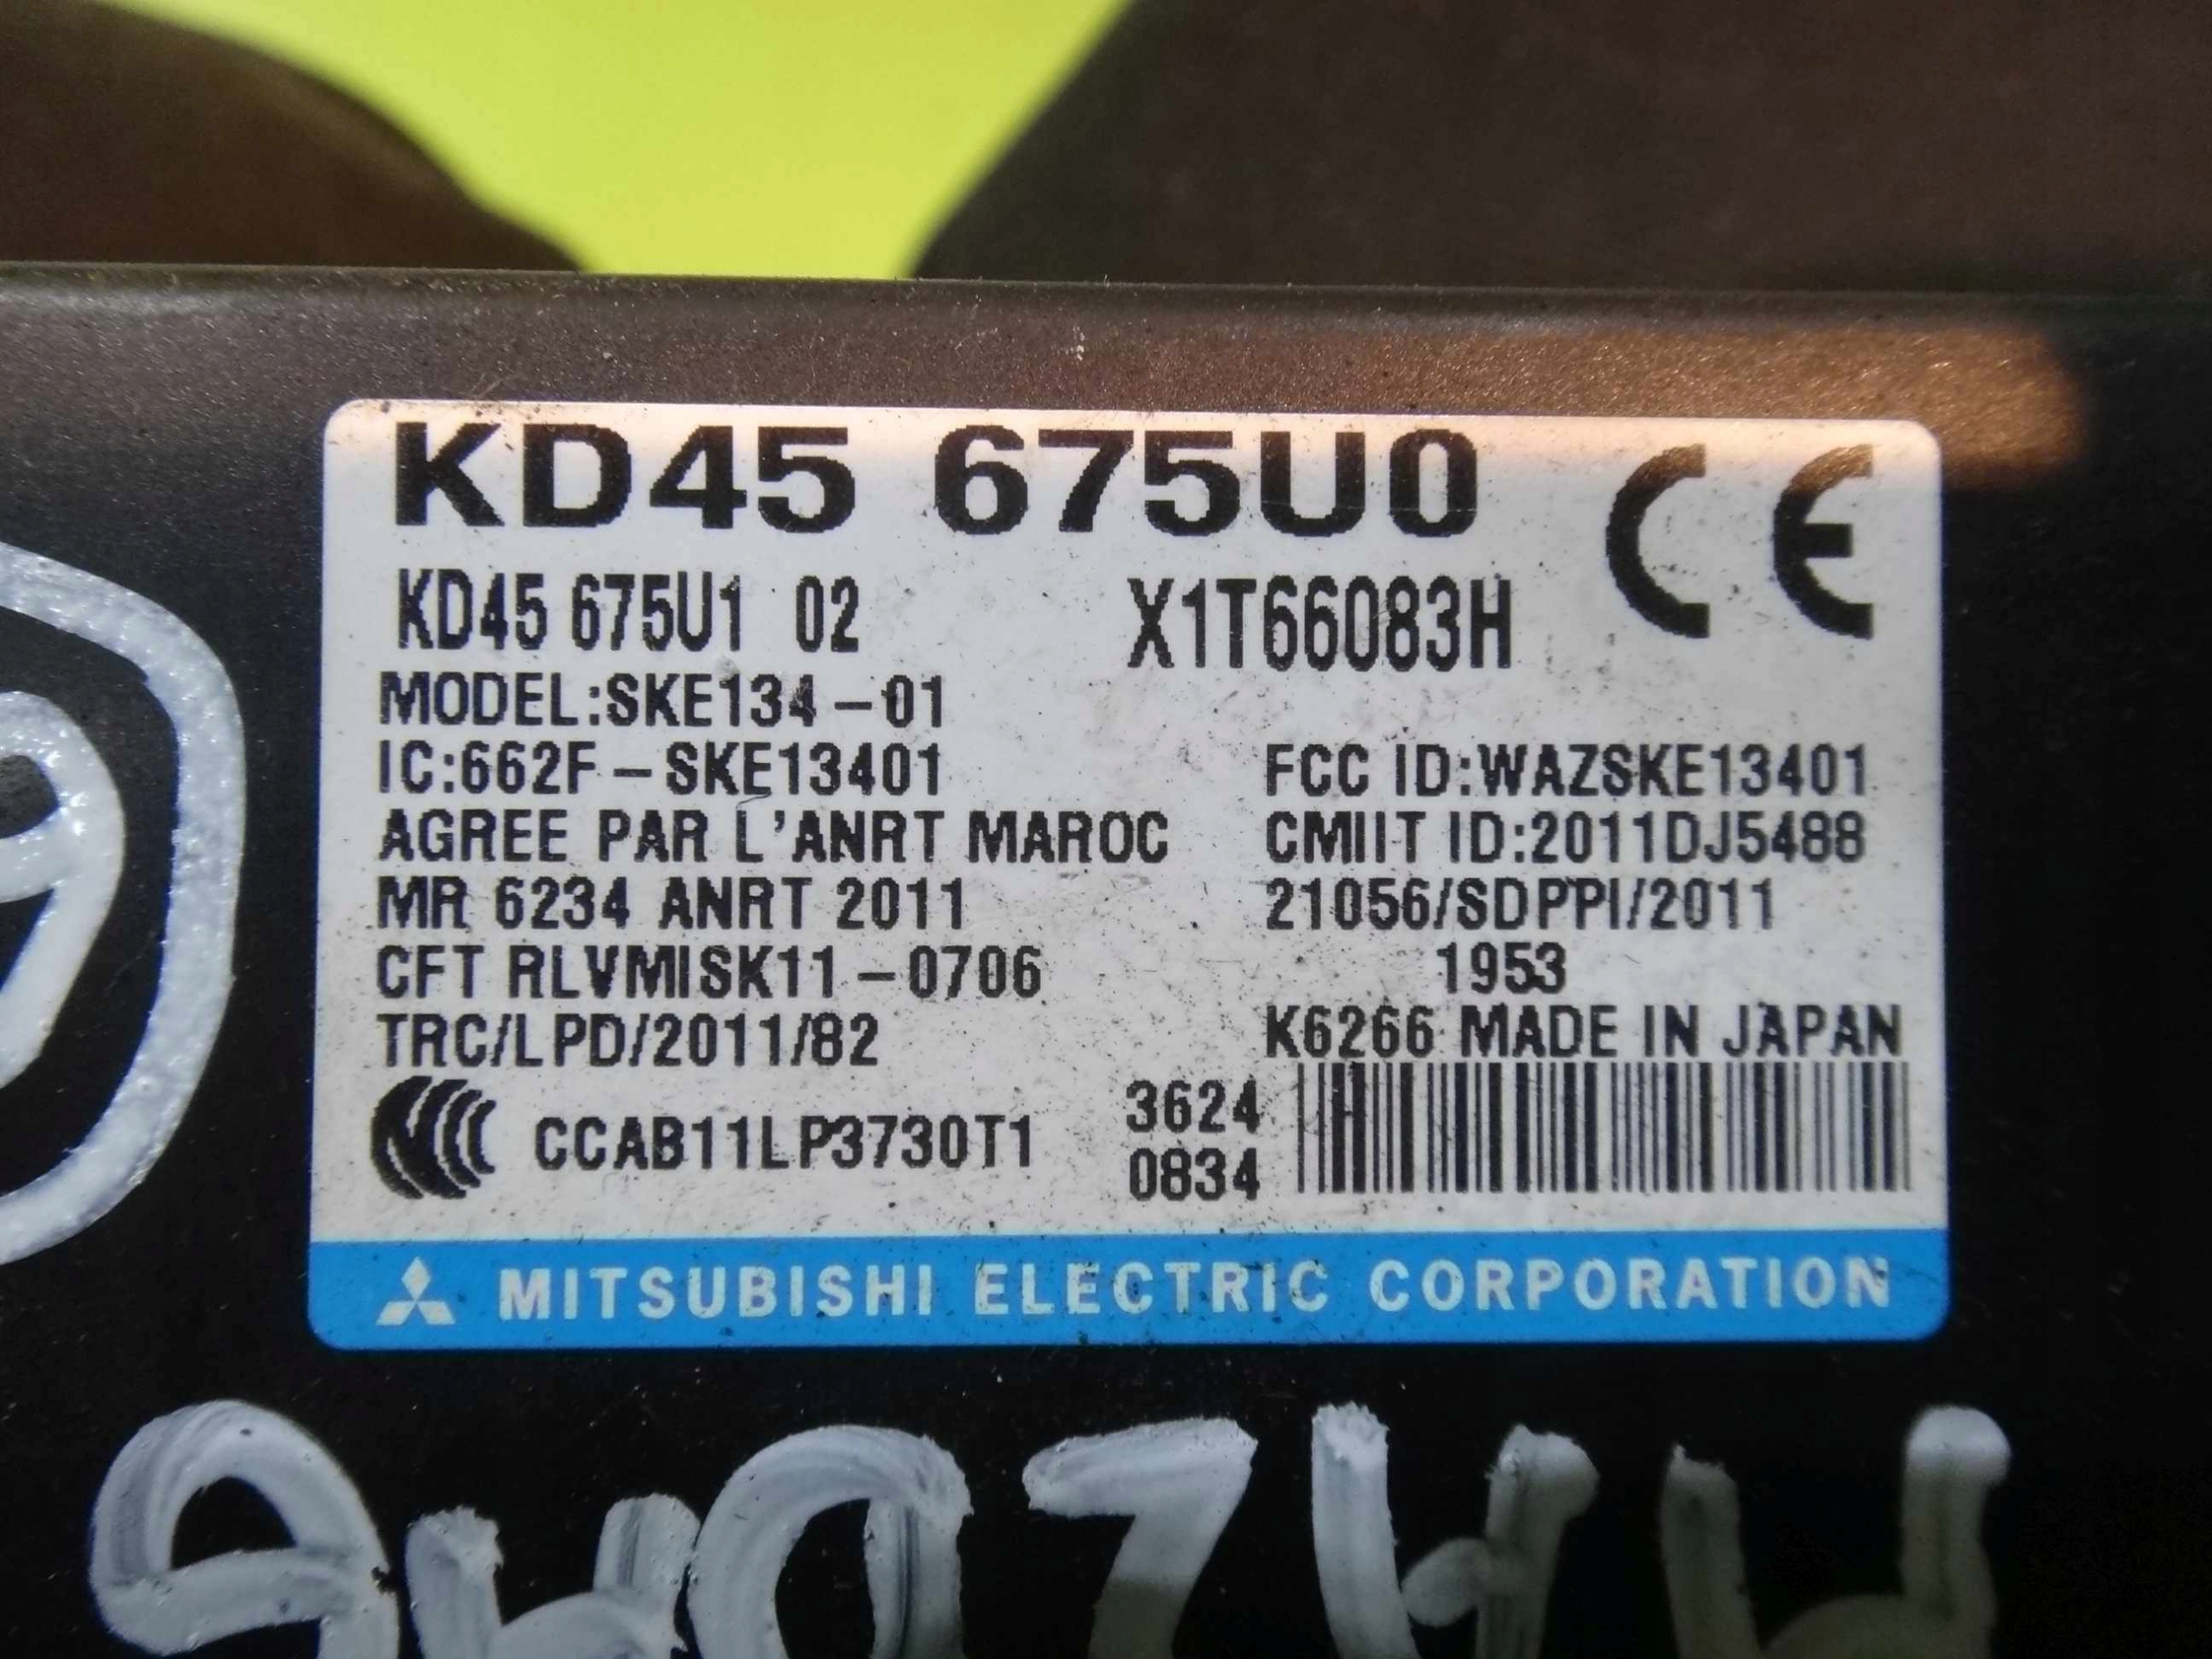 KD45 675U0
CE
KD45 675U1 02 X1T66083H
MODEL:SKE134-01
IC:662F-SKE13401 FCC ID:WAZSKE13401
AGREE PAR L'ANRT MAROC CMIIT ID:2011DJ5488
MR 6234 ANRT 2011 21056/SDPPI/2011
CFT RLVMISK11-0706 1953
TRC/LPD/2011/82 K6266 MADE IN JAPAN
CCAB11LP3730T1 3624
0834
MITSUBISHI ELECTRIC CORPORATION